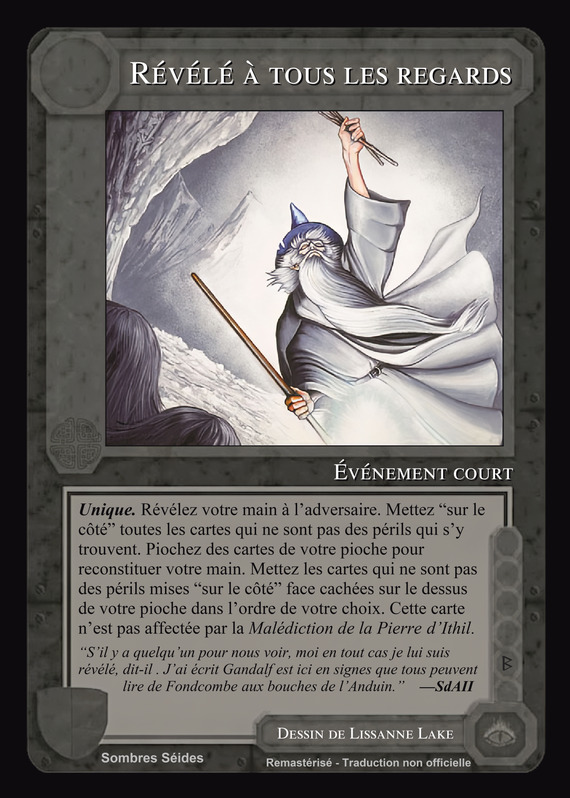 Révélé à tous les regards
Événement court
Unique. Révélez votre main à l’adversaire. Mettez “sur le
côté” toutes les cartes qui ne sont pas des périls qui s’y
trouvent. Piochez des cartes de votre pioche pour
reconstituer votre main. Mettez les cartes qui ne sont pas
des périls mises “sur le côté” face cachées sur le dessus
de votre pioche dans l’ordre de votre choix. Cette carte
n’est pas affectée par la Malédiction de la Pierre d’Ithil.
“S’il y a quelqu’un pour nous voir, moi en tout cas je lui suis
révélé, dit-il . J’ai écrit Gandalf est ici en signes que tous peuvent
lire de Fondcombe aux bouches de l’Anduin.” —SdAII
Dessin de Lissanne Lake
Sombres Séides
Remastérisé - Traduction non officielle